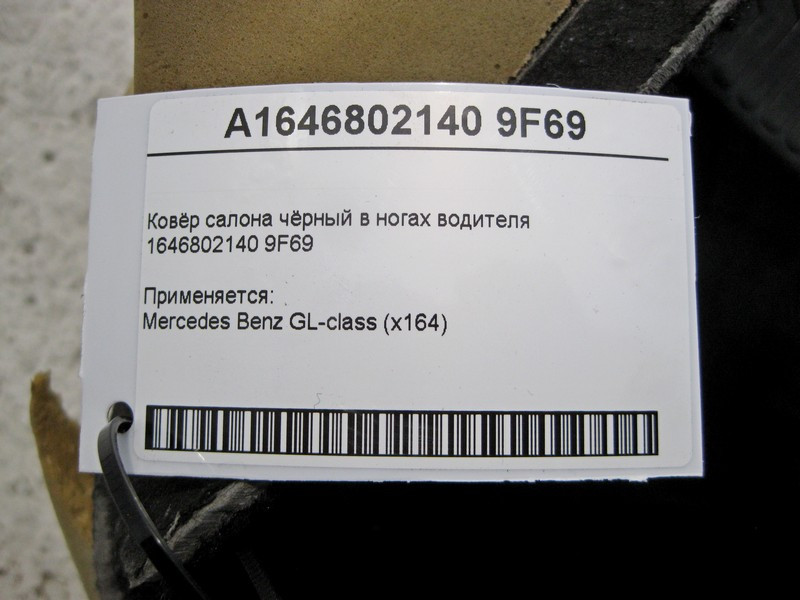 A1646802140 9F69
Ковёр салона чёрный в ногах водителя
1646802140 9F69
Применяется:
Mercedes Benz GL-class (x164)